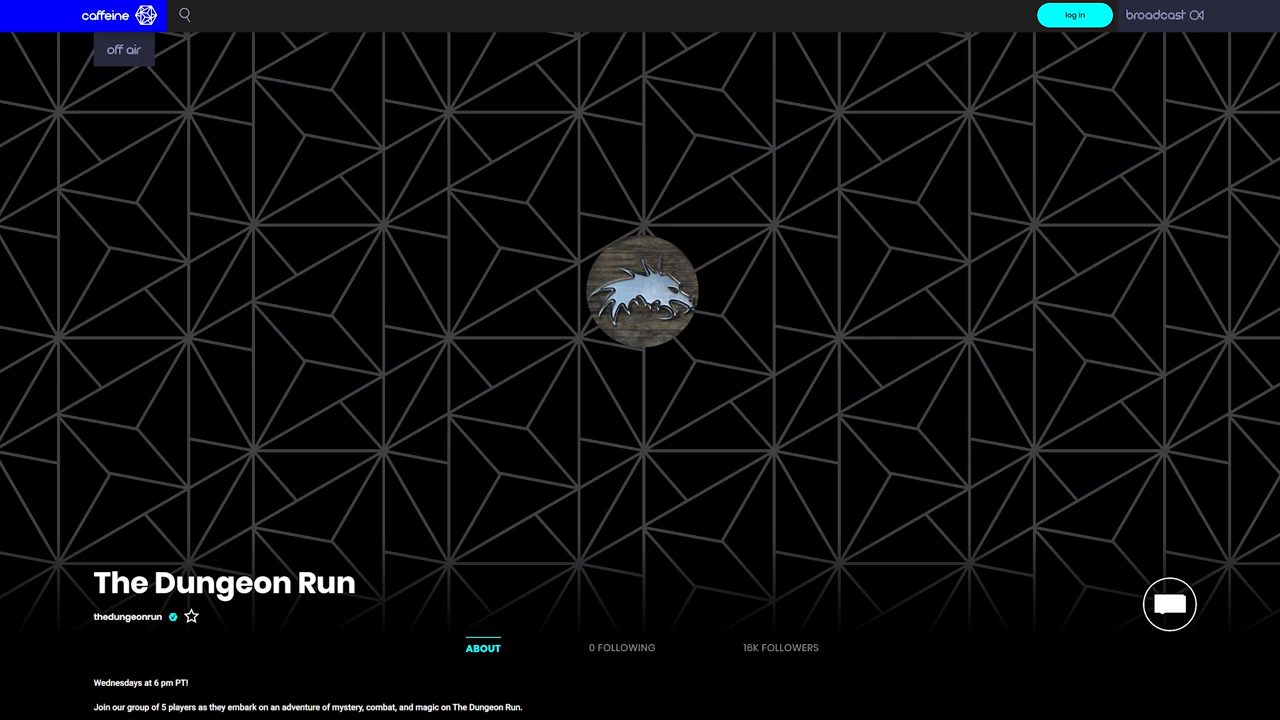 caffeine
log in
broadcast
off air
The Dungeon Run
thedungeonrun
ABOUT
0 FOLLOWING
16K FOLLOWERS
Wednesdays at 6 pm PT!
Join our group of 5 players as they embark on an adventure of mystery, combat, and magic on The Dungeon Run.